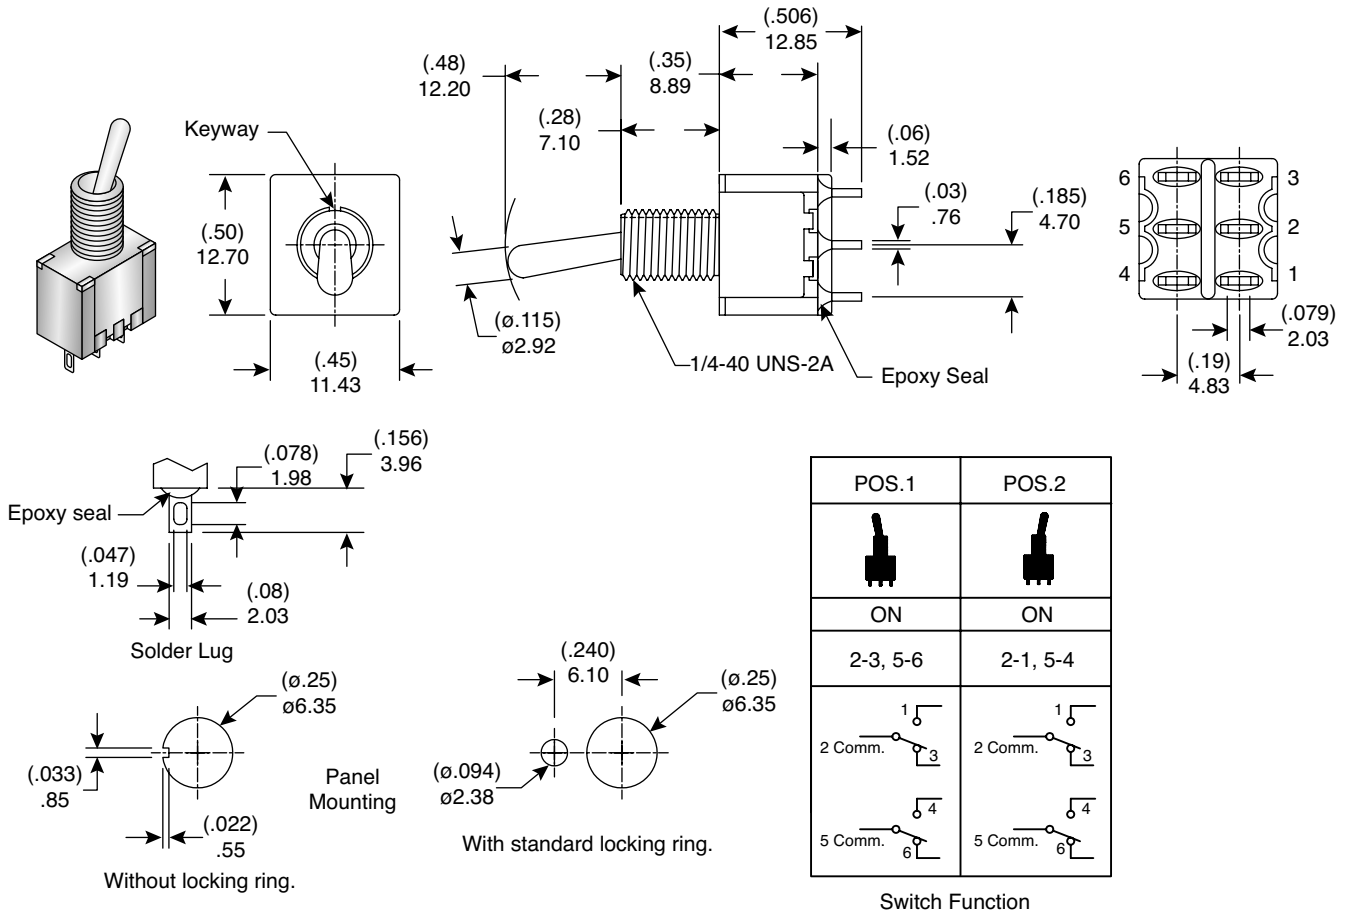 (.506)
12.85
(.48)
12.20
(.35)
8.89
(.28)
7.10
Keyway
(.06)
1.52
(.03)
.76
(.185)
4.70
(.50)
12.70
(.45)
11.43
(ø.115)
ø2.92
1/4-40 UNS-2A
Epoxy Seal
6
3
5
2
4
1
(.079)
2.03
(.19)
4.83
(.078)
1.98
(.156)
3.96
Epoxy seal
(.047)
1.19
(.08)
2.03
Solder Lug
(ø.25)
ø6.35
(.033)
.85
(.022)
.55
Without locking ring.
Panel
Mounting
(.240)
6.10
(ø.25)
ø6.35
(ø.094)
ø2.38
With standard locking ring.
POS.1
POS.2
ON
ON
2-3, 5-6
2-1, 5-4
1
2 Comm.
3
4
5 Comm.
6
1
2 Comm.
3
4
5 Comm.
6
Switch Function